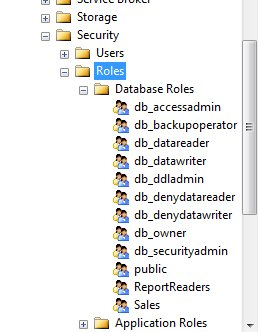 Service Broker
Storage
Security
Users
Roles
Database Roles
db_accessadmin
db_backupoperator
db_datareader
db_datawriter
db_ddladmin
db_denydatareader
db_denydatawriter
db_owner
db_securityadmin
public
ReportReaders
Sales
Application Roles